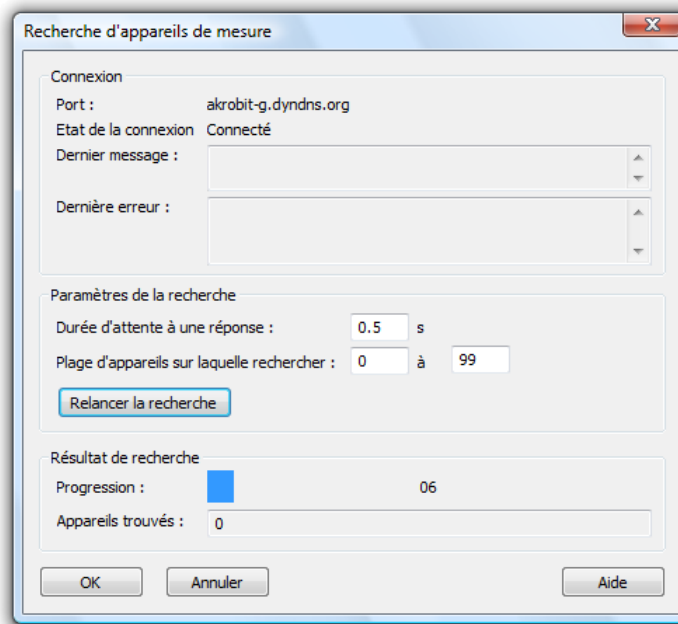 Recherche d'appareils de mesure
Connexion
Port : akrobit-g.dyndns.org
Etat de la connexion Connecté
Dernier message :
Dernière erreur :
Paramètres de la recherche
Durée d'attente à une réponse : 0.5 s
Plage d'appareils sur laquelle rechercher : 0 à 99
Relancer la recherche
Résultat de recherche
Progression : 06
Appareils trouvés : 0
OK Annuler Aide